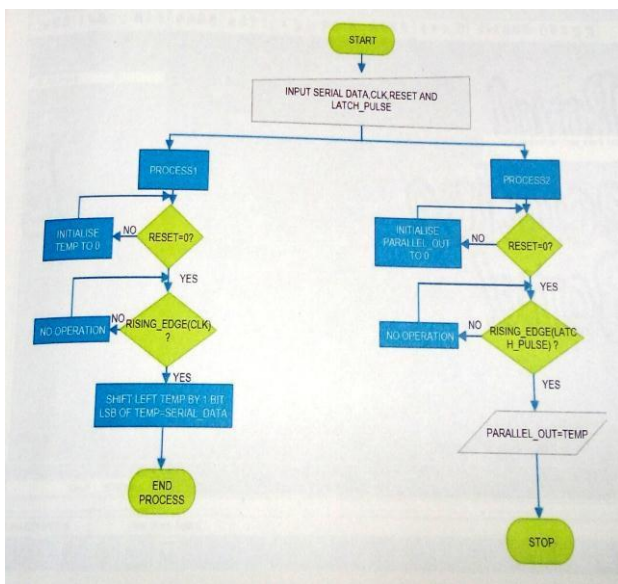 START
INPUT SERIAL DATA,CLK,RESET AND
LATCH_PULSE
PROCESS1
INITIALISE
TEMP TO 0
NO
RESET=0?
YES
NO OPERATION
NO
RISING_EDGE(CLK)
?
YES
SHIFT LEFT TEMP BY 1 BIT
LSB OF TEMP=SERIAL_DATA
END
PROCESS
PROCESS2
INITIALISE
PARALLEL_OUT
TO 0
NO
RESET=0?
YES
NO OPERATION
NO
RISING_EDGE(LATC
H_PULSE) ?
YES
PARALLEL_OUT=TEMP
STOP